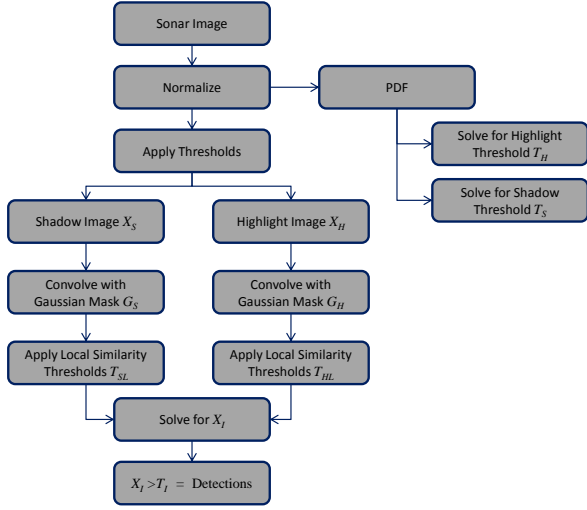 Sonar Image
Normalize
PDF
Apply Thresholds
Solve for Highlight
Threshold T_H
Solve for Shadow
Threshold T_S
Shadow Image X_S
Highlight Image X_H
Convolve with
Gaussian Mask G_S
Convolve with
Gaussian Mask G_H
Apply Local Similarity
Thresholds T_SL
Apply Local Similarity
Thresholds T_HL
Solve for X_I
X_I >T_I = Detections